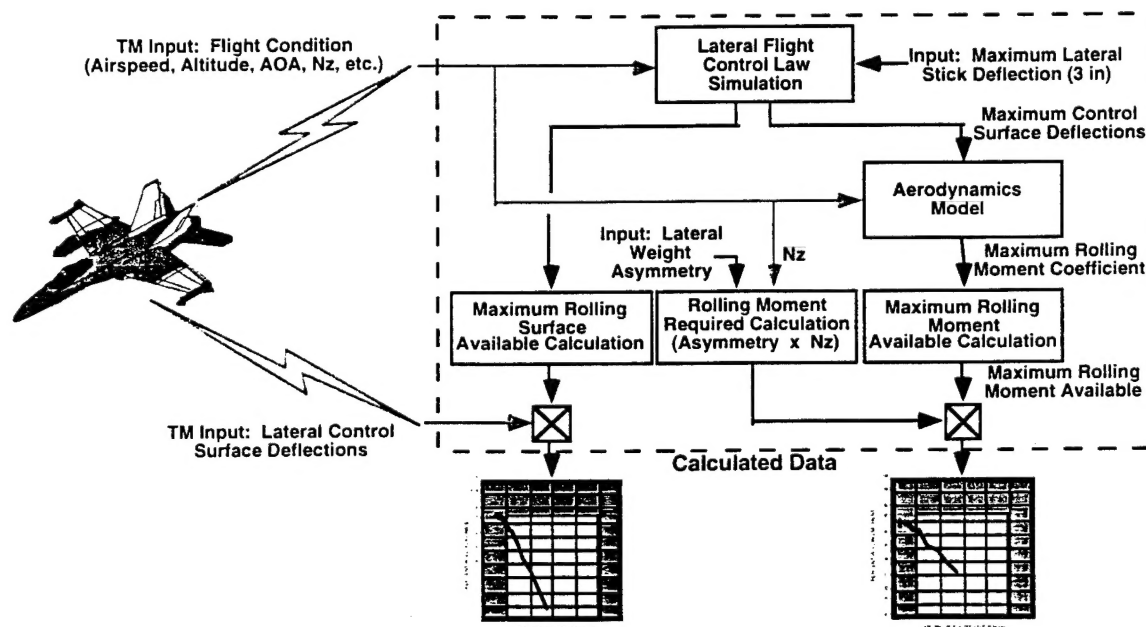 TM Input: Flight Condition
(Airspeed, Altitude, AOA, Nz, etc.)
Lateral Flight
Control Law
Simulation
Input: Maximum Lateral
Stick Deflection (3 in)
Maximum Control
Surface Deflections
Aerodynamics
Model
Input: Lateral
Weight
Asymmetry
Nz
Maximum Rolling
Moment Coefficient
Maximum Rolling
Surface
Available Calculation
Rolling Moment
Required Calculation
(Asymmetry x Nz)
Maximum Rolling
Moment
Available Calculation
Maximum Rolling
Moment Available
TM Input: Lateral Control
Surface Deflections
Calculated Data